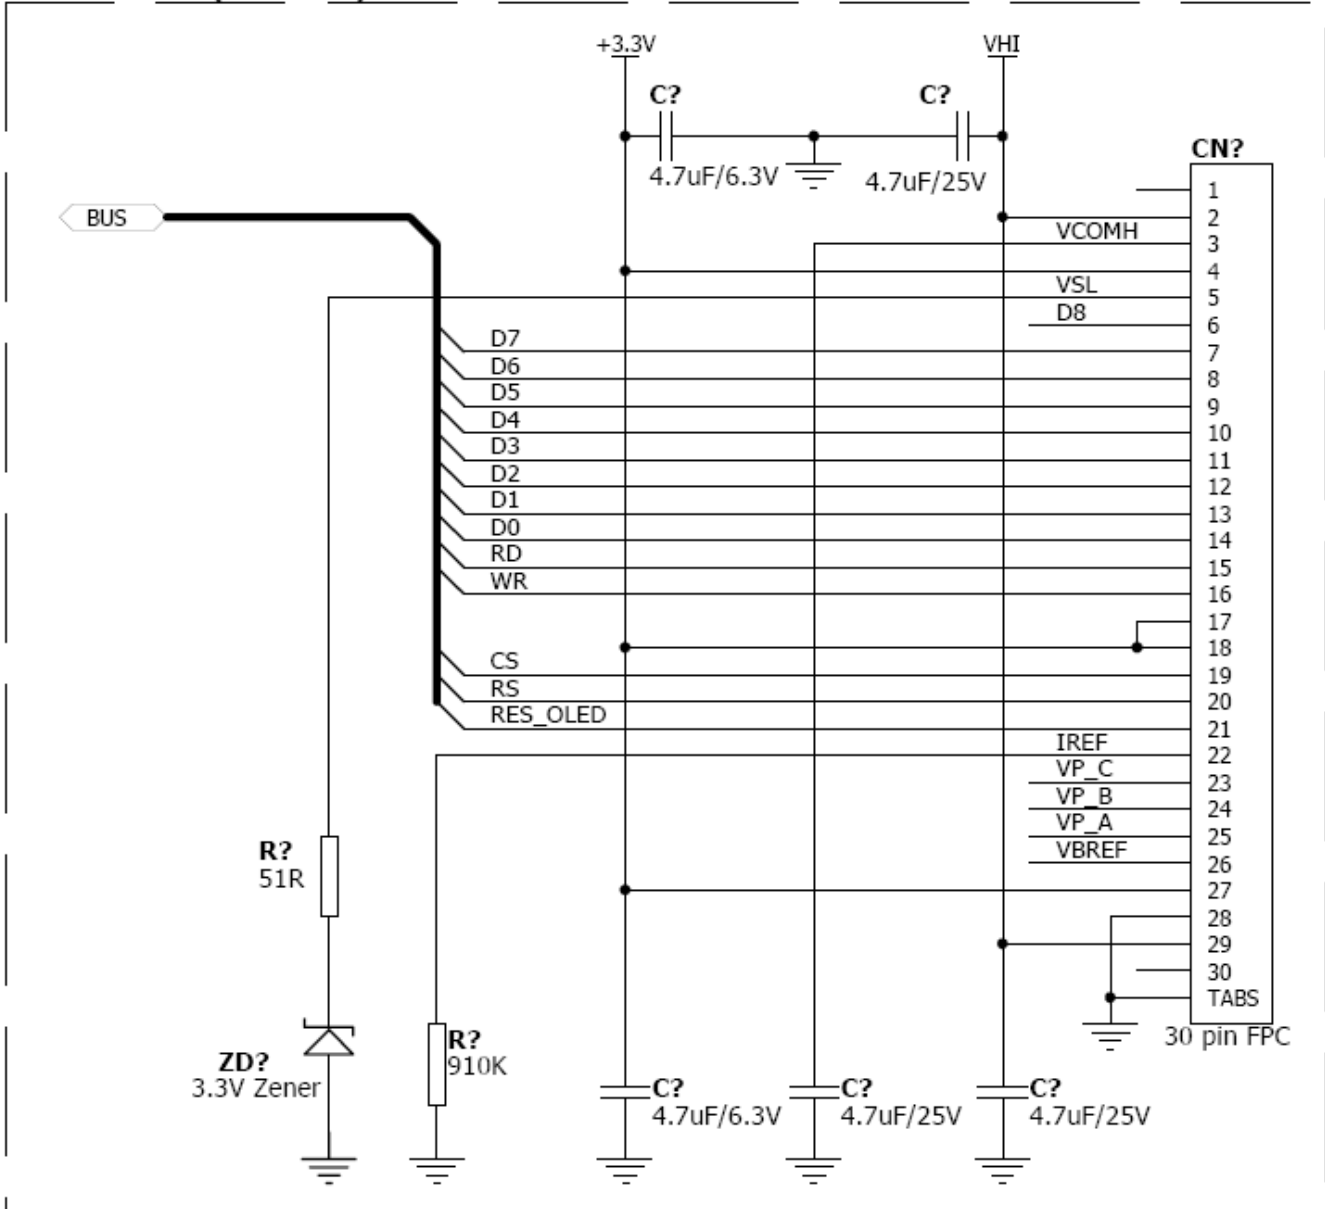 +3.3V
VHI
C?
C?
CN?
4.7uF/6.3V
4.7uF/25V
1
BUS
2
VCOMH
3
4
VSL
5
D8
6
D7
7
D6
8
D5
9
D4
10
D3
11
D2
12
D1
13
D0
14
RD
15
WR
16
17
18
CS
19
RS
20
RES_OLED
21
IREF
22
VP_C
23
VP_B
24
VP_A
25
VBREF
26
R?
51R
27
28
29
30
TABS
30 pin FPC
R?
910K
ZD?
3.3V Zener
C?
4.7uF/6.3V
C?
4.7uF/25V
C?
4.7uF/25V